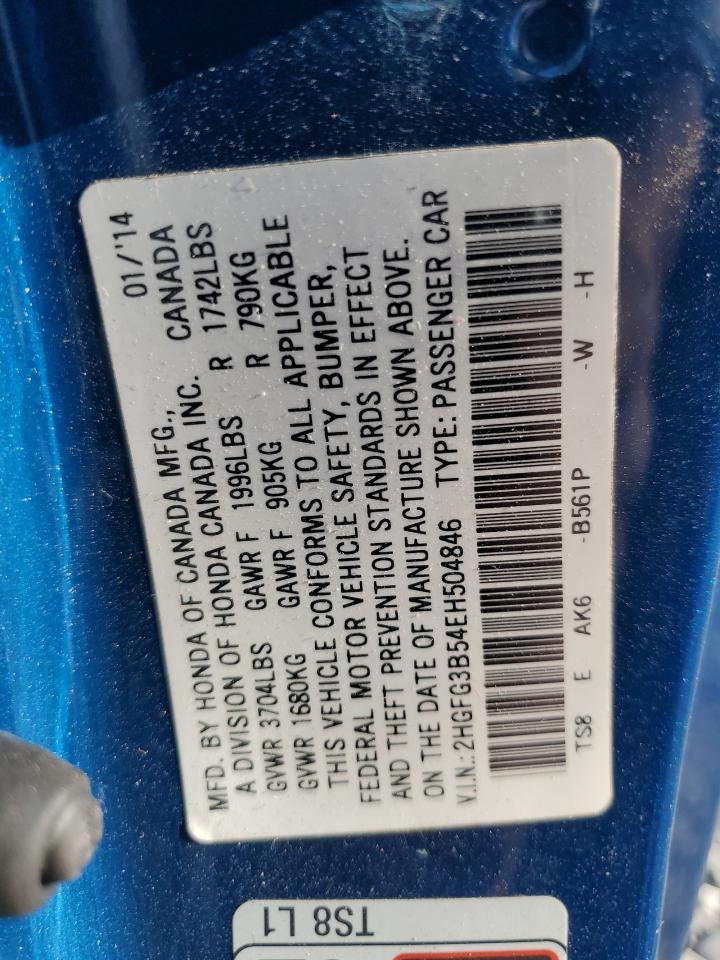 01/'14
MFD. BY HONDA OF CANADA MFG., CANADA
A DIVISION OF HONDA CANADA INC.
GVWR 3704LBS GAWR F 1996LBS R 1742LBS
GVWR 1680KG GAWR F 905KG R 790KG
THIS VEHICLE CONFORMS TO ALL APPLICABLE
FEDERAL MOTOR VEHICLE SAFETY, BUMPER,
AND THEFT PREVENTION STANDARDS IN EFFECT
ON THE DATE OF MANUFACTURE SHOWN ABOVE.
V.I.N.: 2HGFG3B54EH504846 TYPE: PASSENGER CAR
TS8 E AK6 -B561P -W -H
TS8 L1